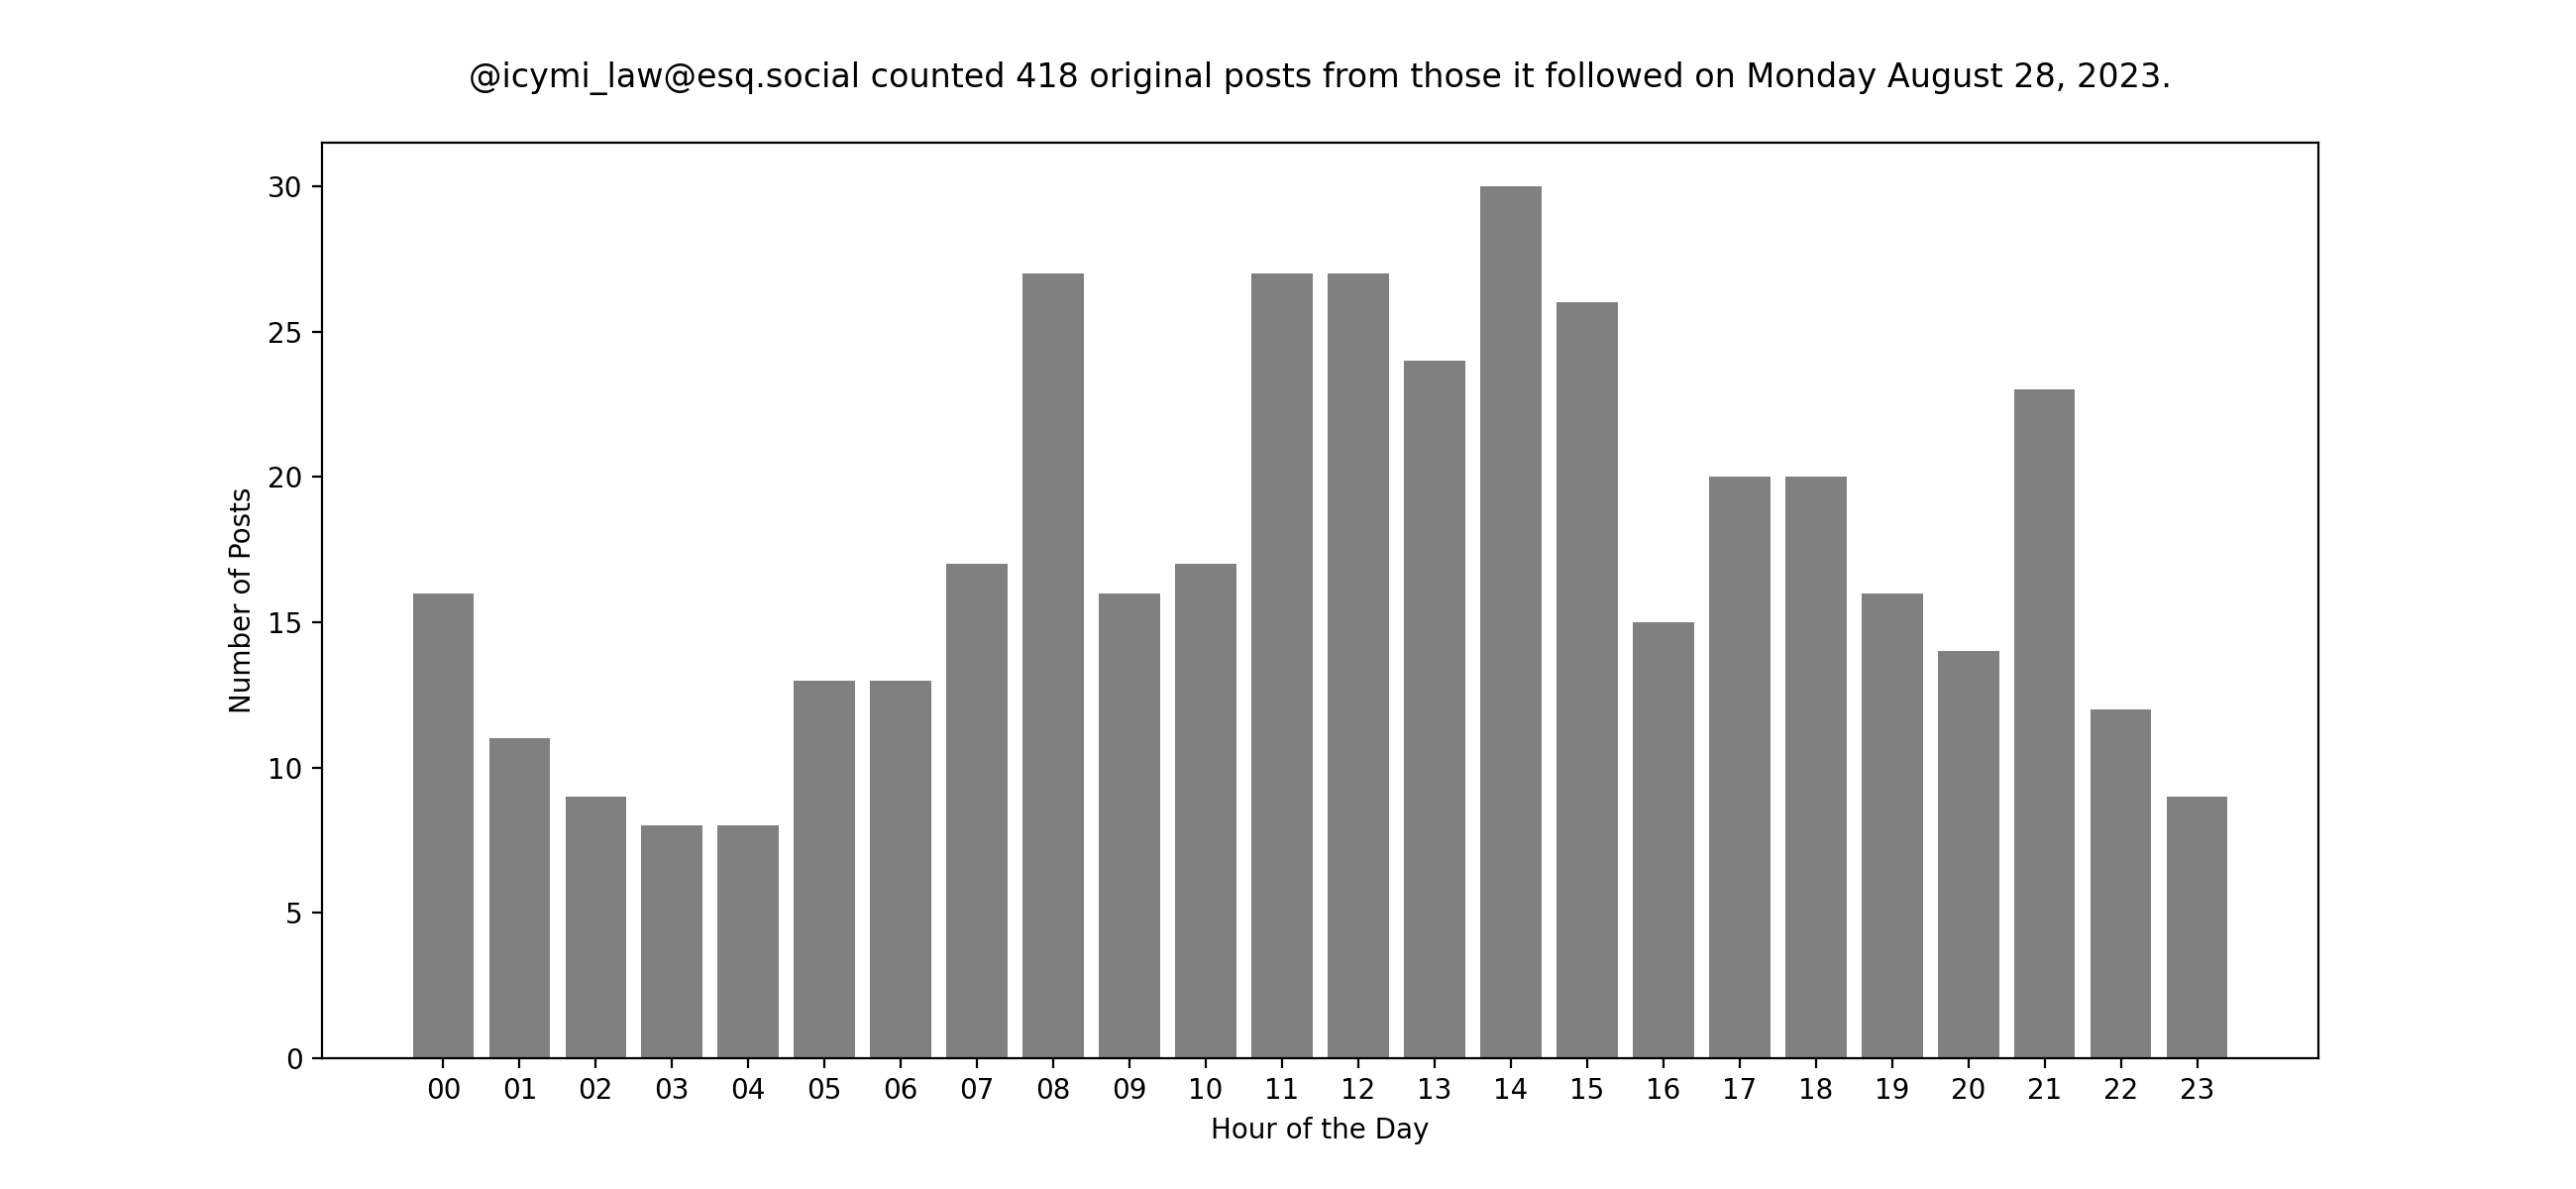 @icymi_law@esq.social counted 418 original posts from those it followed on Monday August 28, 2023.
30
25
20
15
10
5
0
Number of Posts
00 01 02 03 04 05 06 07 08 09 10 11 12 13 14 15 16 17 18 19 20 21 22 23
Hour of the Day